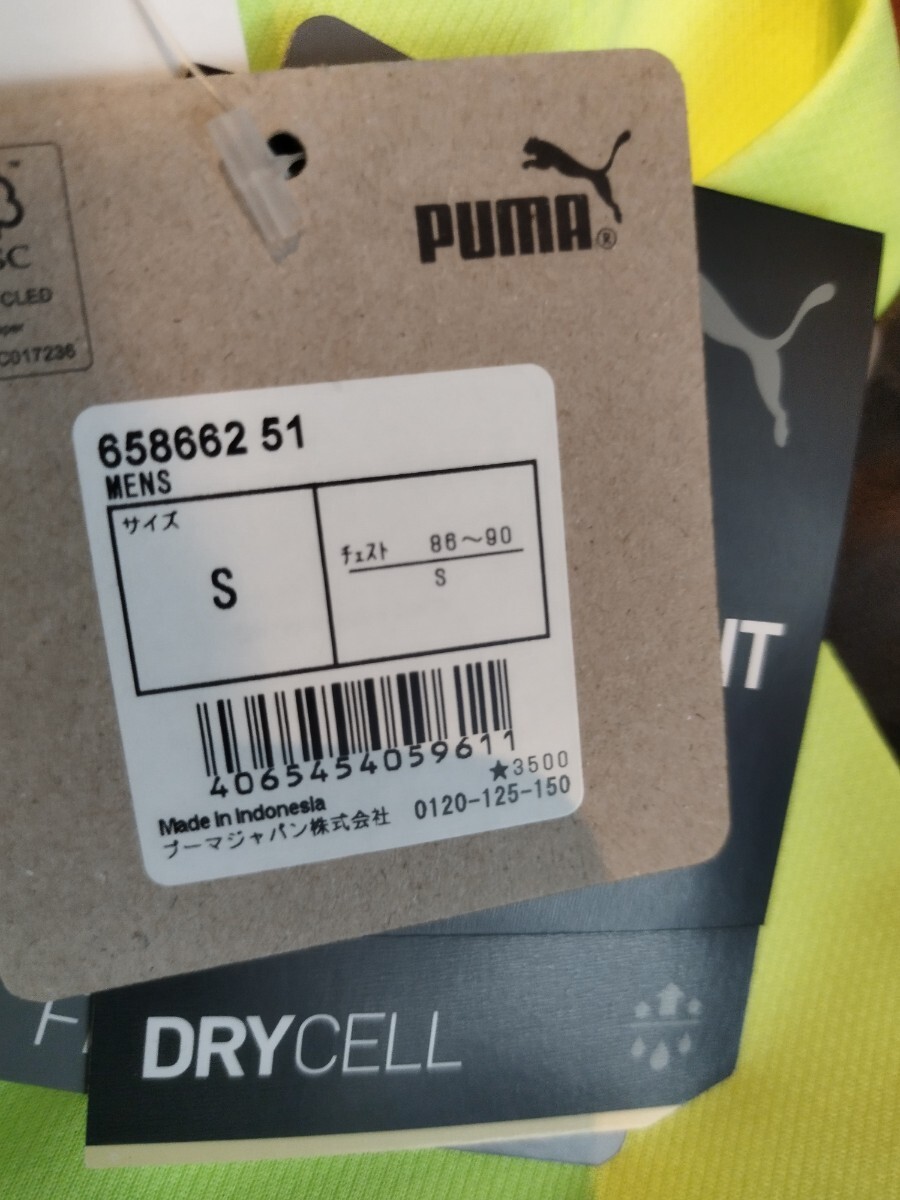 PUMA®
SC
CLED
C017236
658662 51
MENS
サイズ
S
チェスト 86～90
S
4065454059611
★3500
Made in Indonesia
プーマジャパン株式会社 0120-125-150
DRYCELL